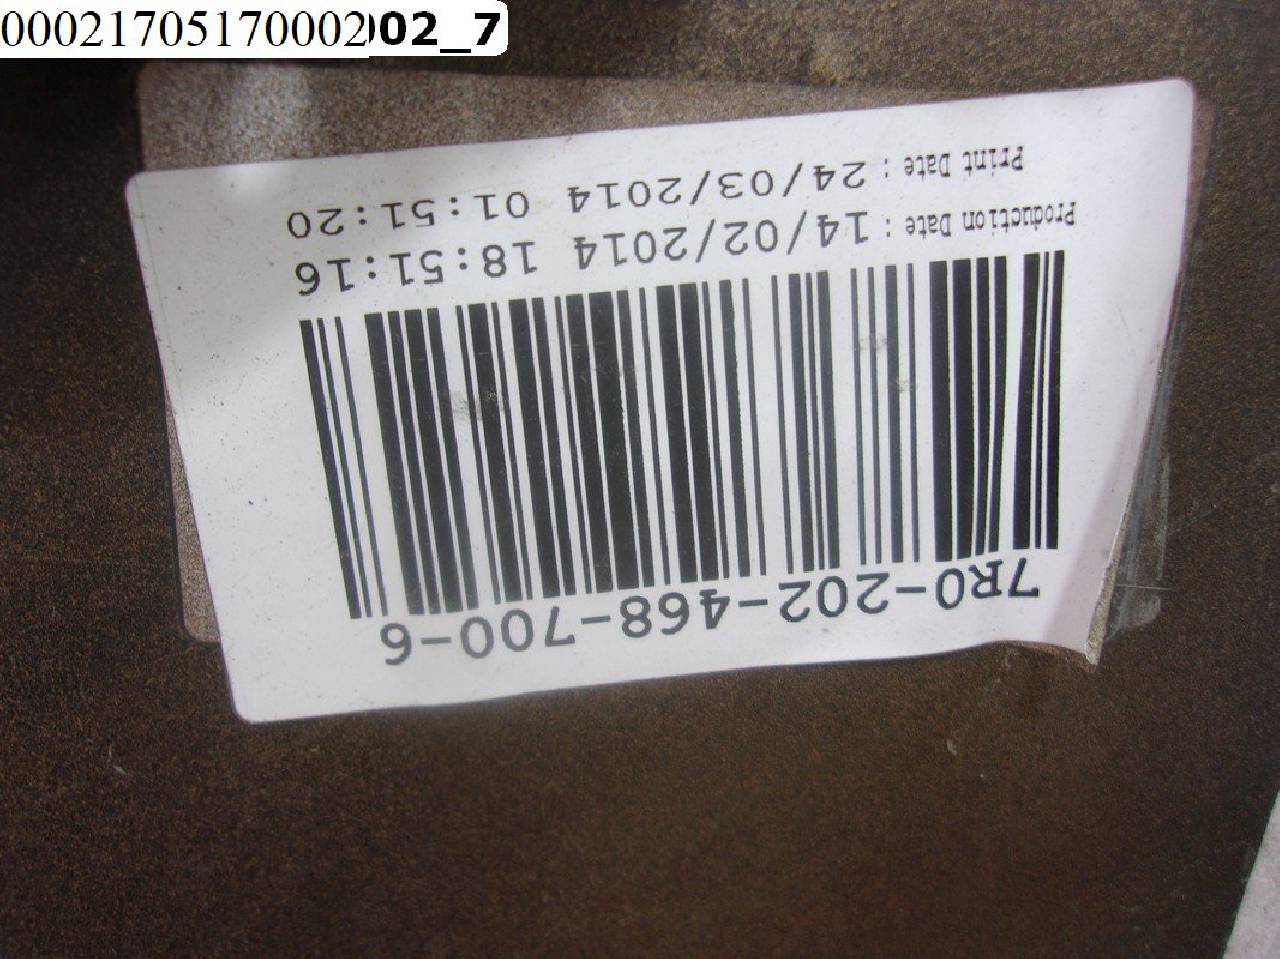 00021705170002002_7
7R0-202-468-700-6
Production Date : 14/02/2014 18:51:16
Print Date : 24/03/2014 01:51:20